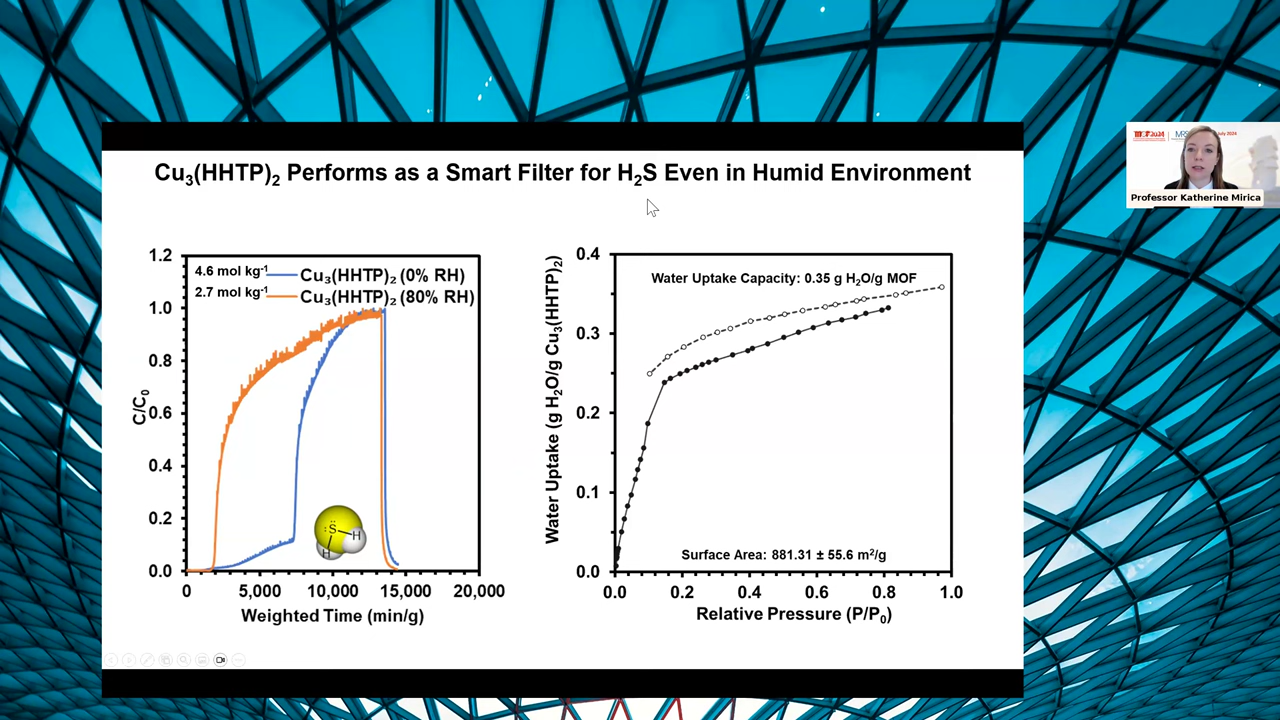 Cu₃(HHTP)₂ Performs as a Smart Filter for H₂S Even in Humid Environment
4.6 mol kg⁻¹ Cu₃(HHTP)₂ (0% RH)
2.7 mol kg⁻¹ Cu₃(HHTP)₂ (80% RH)
C/C₀
1.2
1.0
0.8
0.6
0.4
0.2
0.0
0 5,000 10,000 15,000 20,000
Weighted Time (min/g)
S
H
H
Water Uptake (g H₂O/g Cu₃(HHTP)₂)
0.4
0.3
0.2
0.1
0.0
Water Uptake Capacity: 0.35 g H₂O/g MOF
Surface Area: 881.31 ± 55.6 m²/g
0.0 0.2 0.4 0.6 0.8 1.0
Relative Pressure (P/P₀)
MRS
July 2024
Professor Katherine Mirica